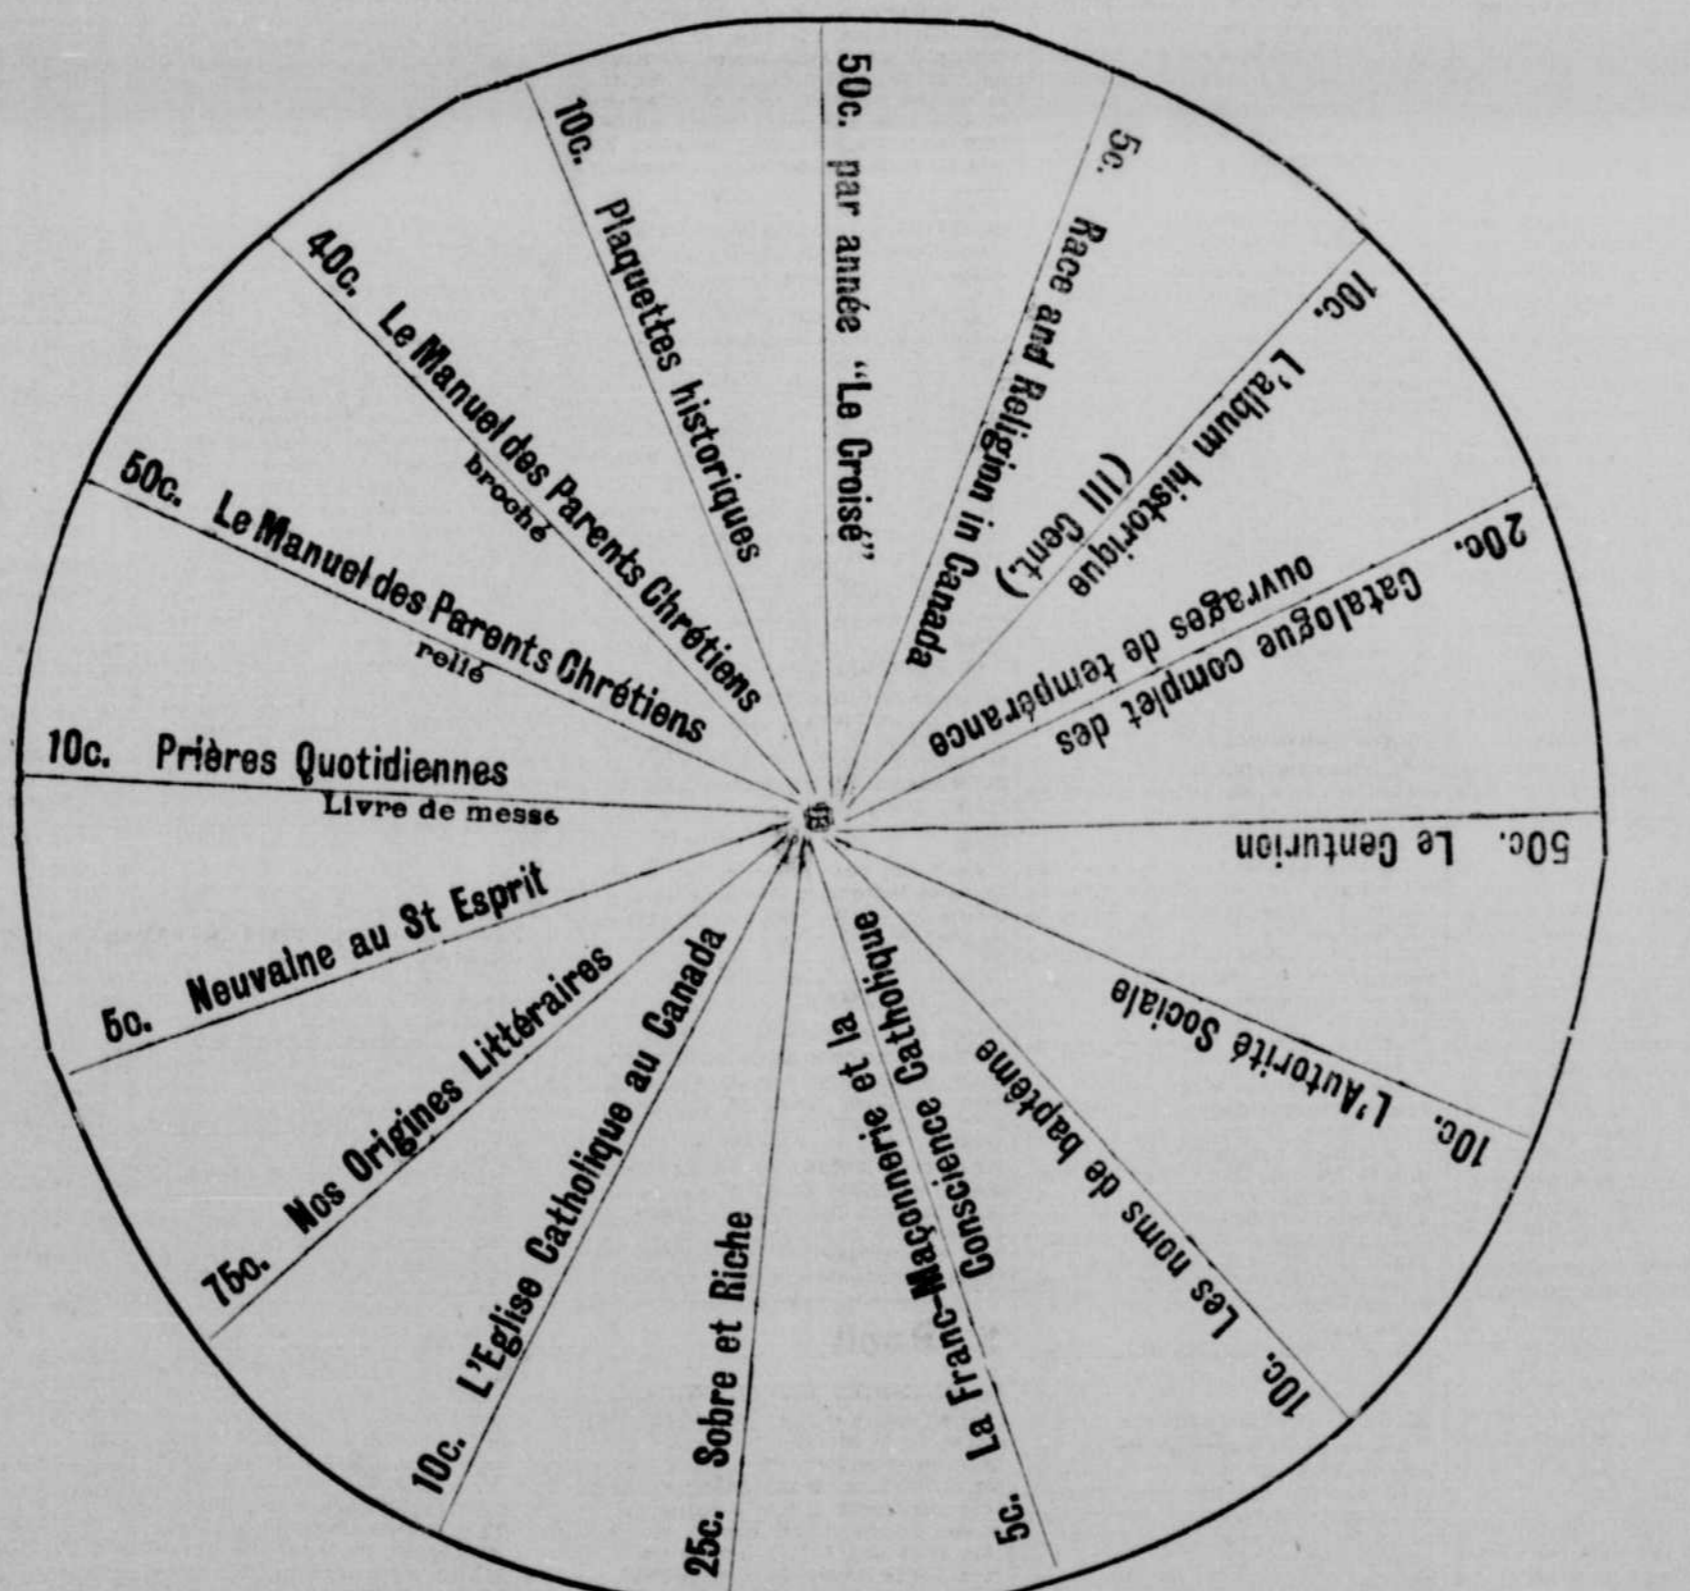 50c. par année "Le Croisé"
5c. Race and Religion in Canada
10c. L'album historique
(III Cent.)
20c. Catalogue complet des
ouvrages de tempérance
50c. Le Centurion
10c. L'Autorité Sociale
10c. Les noms de baptême
5c. La Franc-Maçonnerie et la
Conscience Catholique
25c. Sobre et Riche
10c. L'Eglise Catholique au Canada
75c. Nos Origines Littéraires
5c. Neuvaine au St Esprit
10c. Prières Quotidiennes
Livre de messe
50c. Le Manuel des Parents Chrétiens
relié
40c. Le Manuel des Parents Chrétiens
broché
10c. Plaquettes historiques